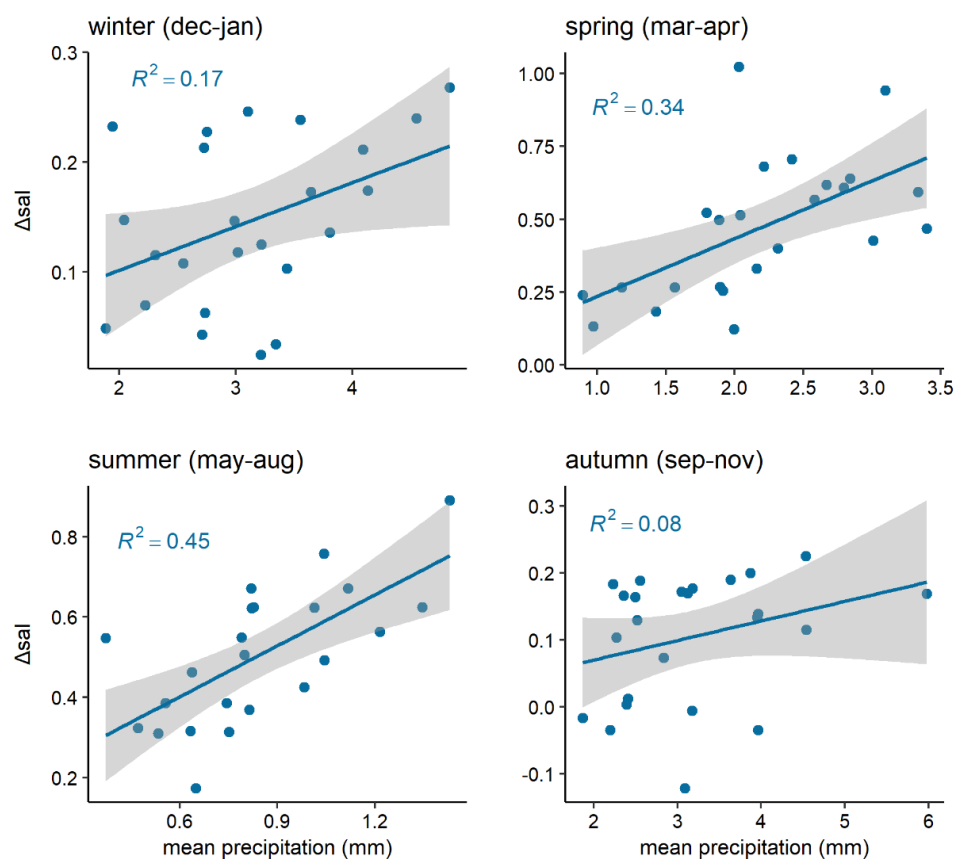 winter (dec-jan)
R² = 0.17
Δsal
0.3
0.2
0.1
2 3 4
spring (mar-apr)
R² = 0.34
1.00
0.75
0.50
0.25
0.00
1.0 1.5 2.0 2.5 3.0 3.5
summer (may-aug)
R² = 0.45
Δsal
0.8
0.6
0.4
0.2
0.6 0.9 1.2
mean precipitation (mm)
autumn (sep-nov)
R² = 0.08
0.3
0.2
0.1
0.0
-0.1
2 3 4 5 6
mean precipitation (mm)